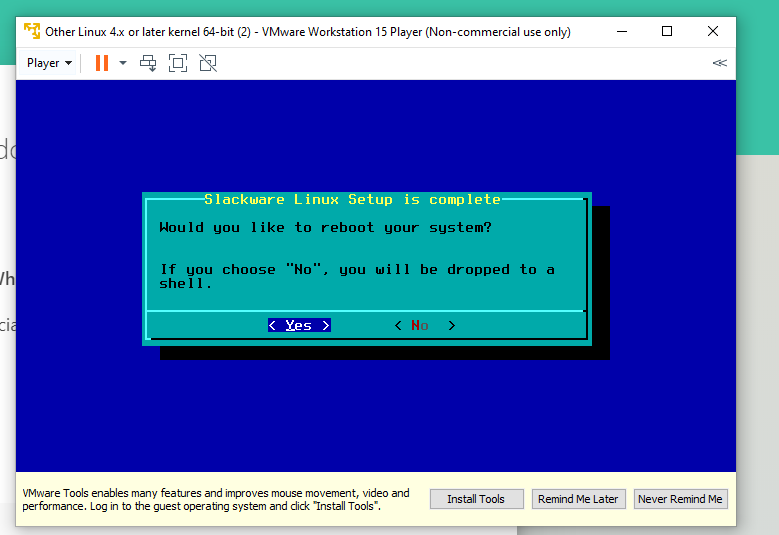 Other Linux 4.x or later kernel 64-bit (2) - VMware Workstation 15 Player (Non-commercial use only)
Player
Slackware Linux Setup is complete
Would you like to reboot your system?
If you choose "No", you will be dropped to a
shell.
< Yes > < No >
VMware Tools enables many features and improves mouse movement, video and
performance. Log in to the guest operating system and click "Install Tools".
Install Tools Remind Me Later Never Remind Me